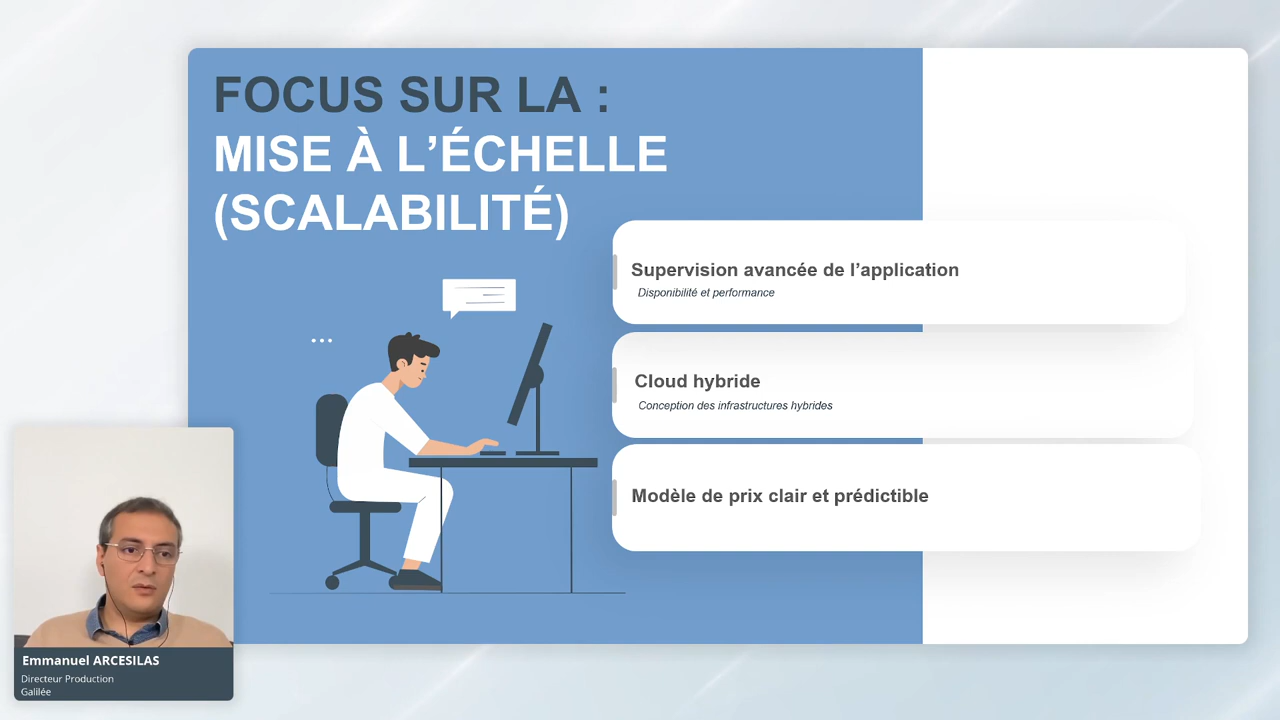 FOCUS SUR LA :
MISE À L’ÉCHELLE
(SCALABILITÉ)
Supervision avancée de l’application
Disponibilité et performance
Cloud hybride
Conception des infrastructures hybrides
Modèle de prix clair et prédictible
Emmanuel ARCESILAS
Directeur Production
Galilée